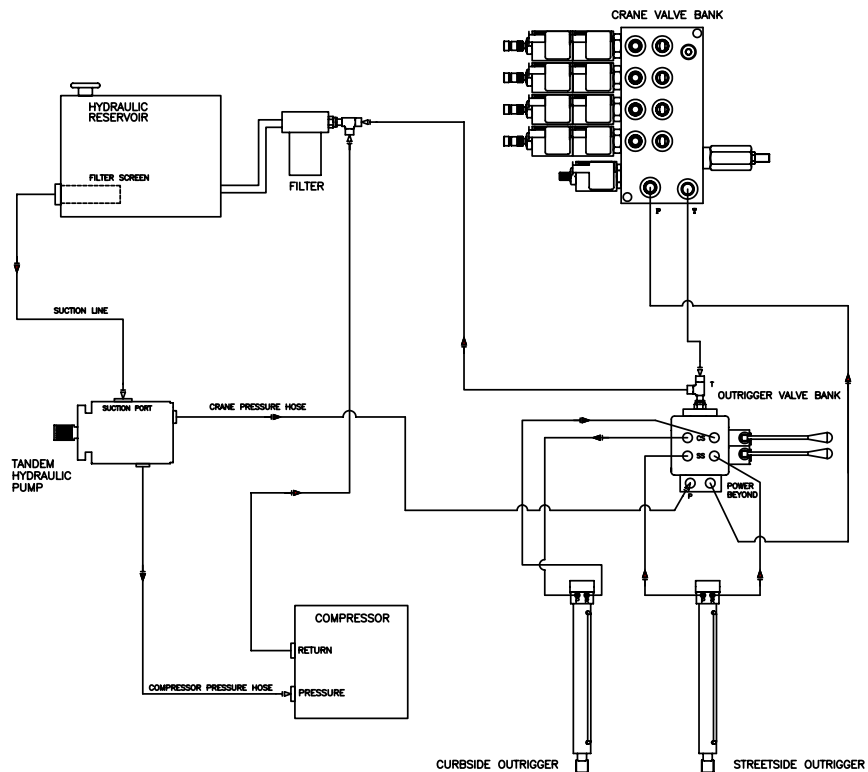 CRANE VALVE BANK
HYDRAULIC
RESERVOIR
FILTER SCREEN
FILTER
P
T
SUCTION LINE
SUCTION PORT
CRANE PRESSURE HOSE
T
OUTRIGGER VALVE BANK
CS
SS
TANDEM
HYDRAULIC
PUMP
POWER
BEYOND
P
COMPRESSOR
RETURN
COMPRESSOR PRESSURE HOSE
PRESSURE
CURBSIDE OUTRIGGER
STREETSIDE OUTRIGGER